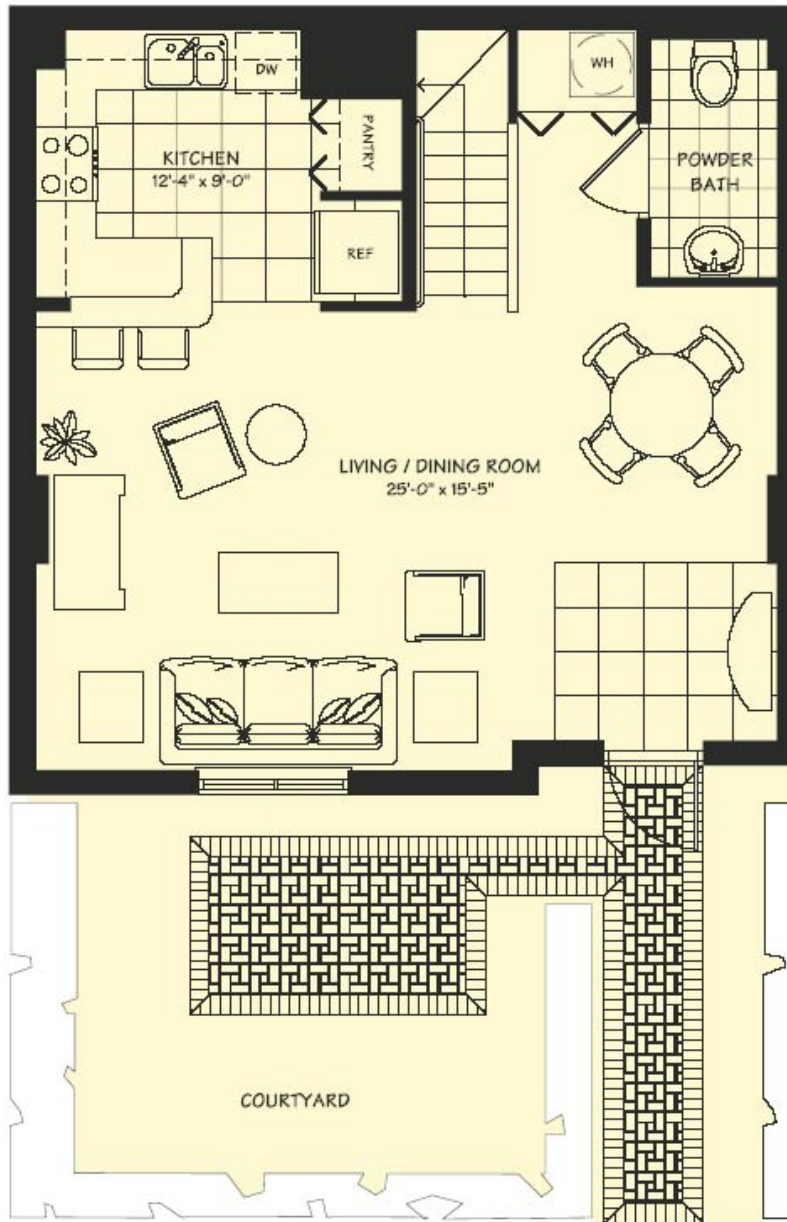 DW
WH
PANTRY
KITCHEN
12'-4" x 9'-0"
POWDER
BATH
REF
LIVING / DINING ROOM
25'-0" x 15'-5"
COURTYARD